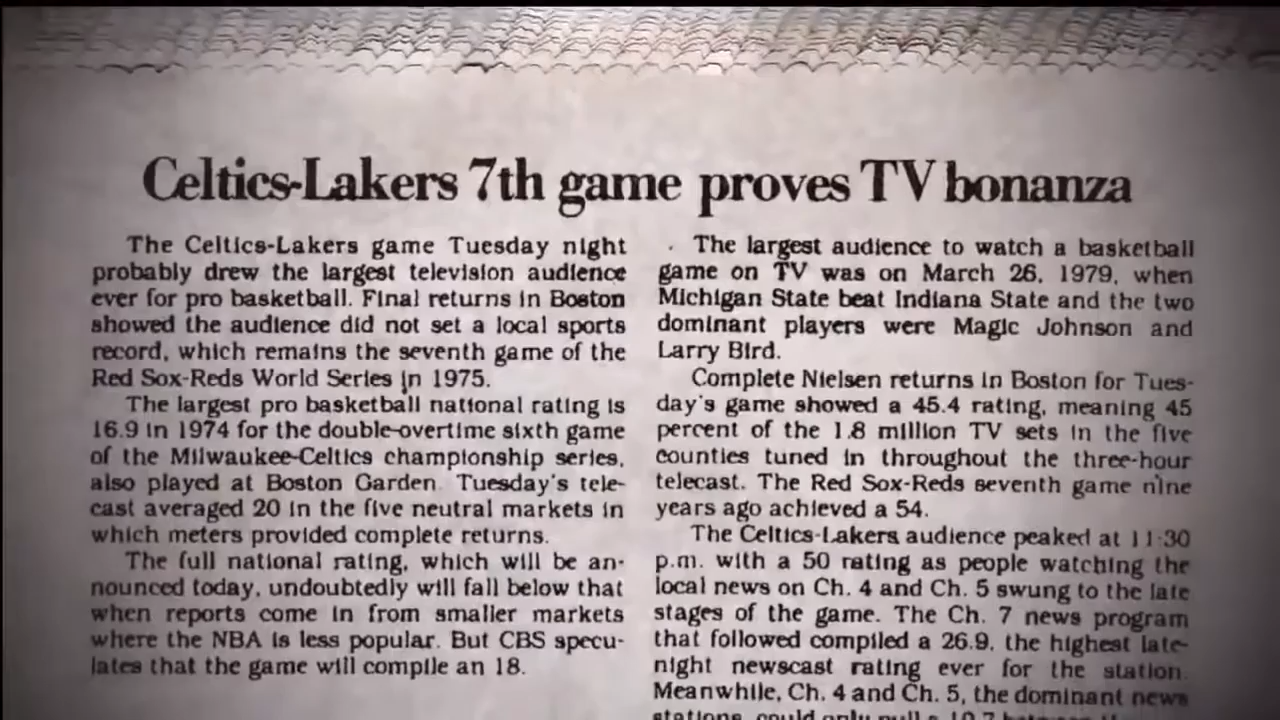 Celtics-Lakers 7th game proves TV bonanza
The Celtics-Lakers game Tuesday night
probably drew the largest television audience
ever for pro basketball. Final returns in Boston
showed the audience did not set a local sports
record, which remains the seventh game of the
Red Sox-Reds World Series in 1975.
The largest pro basketball national rating is
16.9 in 1974 for the double-overtime sixth game
of the Milwaukee-Celtics championship series,
also played at Boston Garden. Tuesday's tele-
cast averaged 20 in the five neutral markets in
which meters provided complete returns.
The full national rating, which will be an-
nounced today, undoubtedly will fall below that
when reports come in from smaller markets
where the NBA is less popular. But CBS specu-
lates that the game will compile an 18.
The largest audience to watch a basketball
game on TV was on March 26, 1979, when
Michigan State beat Indiana State and the two
dominant players were Magic Johnson and
Larry Bird.
Complete Nielsen returns in Boston for Tues-
day's game showed a 45.4 rating, meaning 45
percent of the 1.8 million TV sets in the five
counties tuned in throughout the three-hour
telecast. The Red Sox-Reds seventh game nine
years ago achieved a 54.
The Celtics-Lakers audience peaked at 11:30
p.m. with a 50 rating as people watching the
local news on Ch. 4 and Ch. 5 swung to the late
stages of the game. The Ch. 7 news program
that followed compiled a 26.9, the highest late-
night newscast rating ever for the station.
Meanwhile, Ch. 4 and Ch. 5, the dominant news
stations, could only pull a 10.7 between